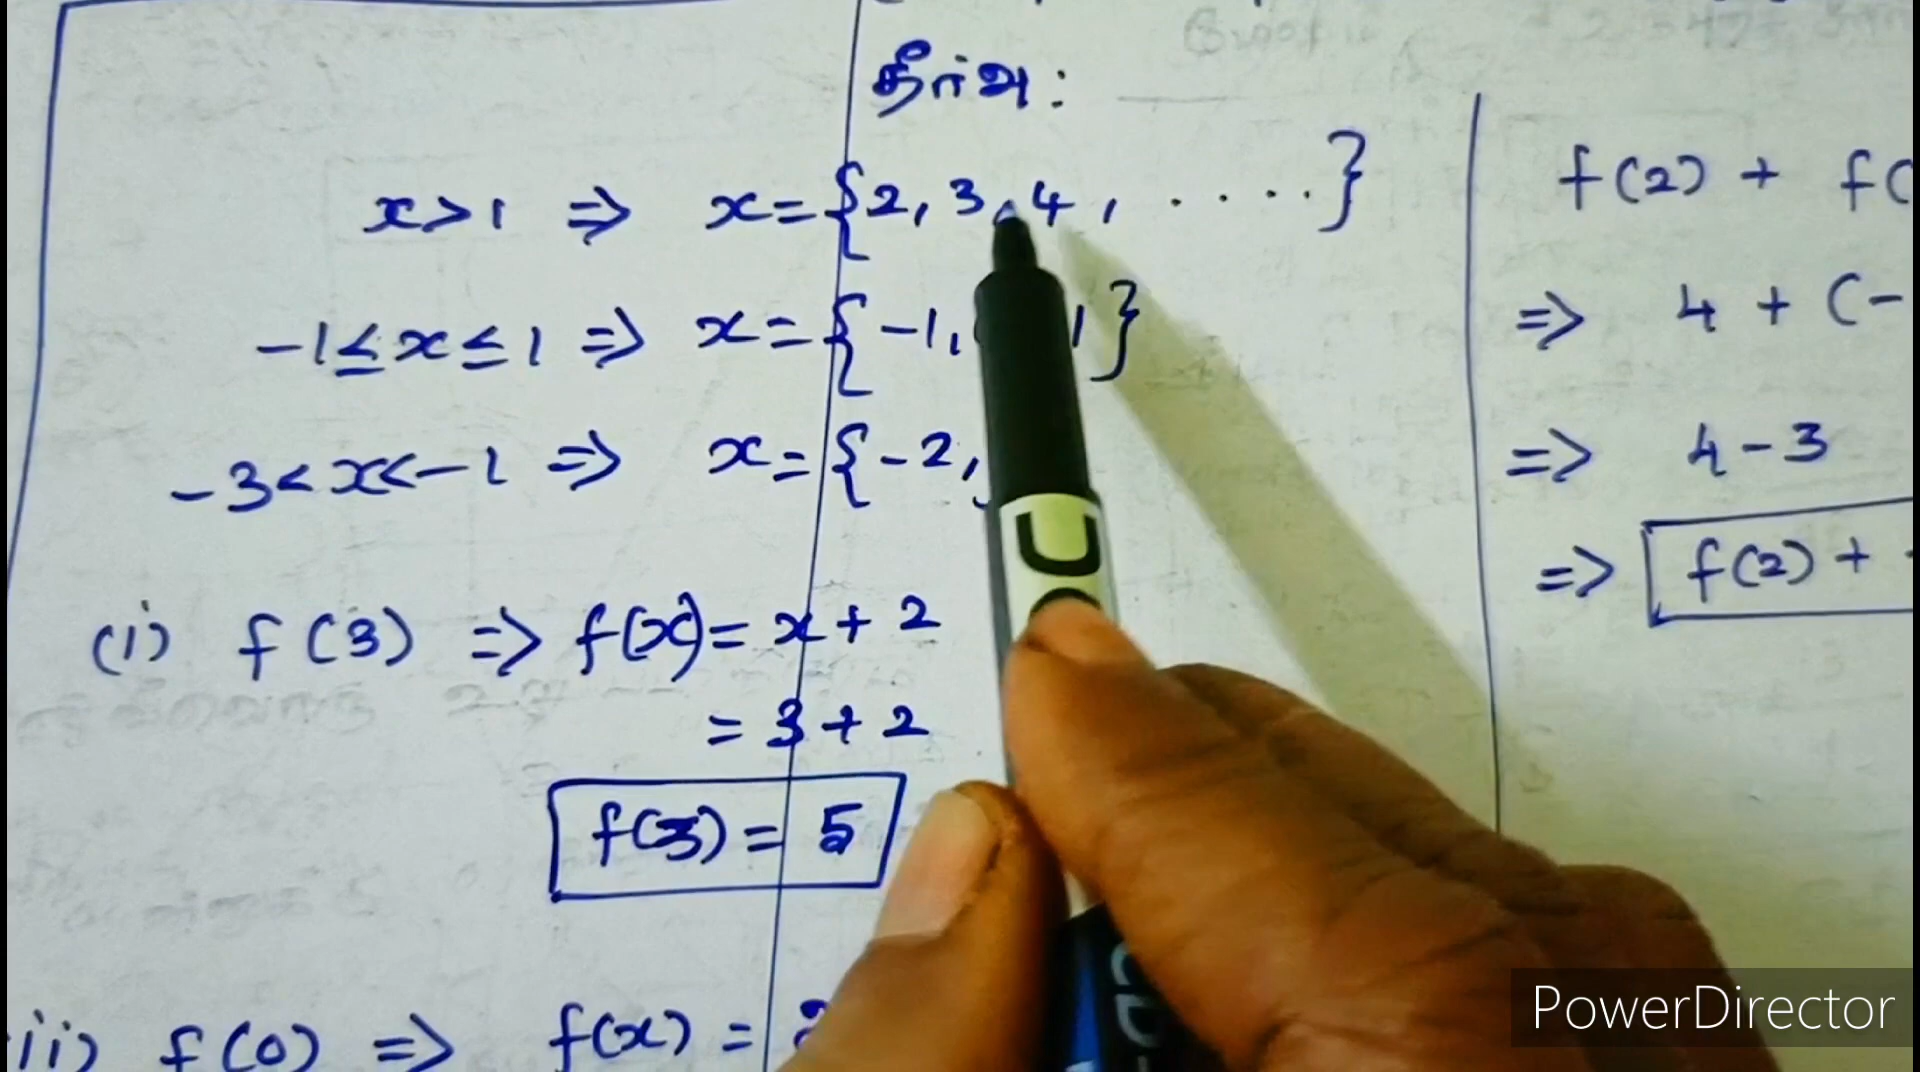 தீர்வு :
x > 1 => x = {2, 3, 4, ....}
-1 ≤ x ≤ 1 => x = {-1, 1}
-3 < x < -1 => x = {-2,
(i) f(3) => f(x) = x + 2
= 3 + 2
f(3) = 5
ii) f(0) => f(x) =
f(2) + f(
=> 4 + (-
=> 4 - 3
=> f(2) +
PowerDirector